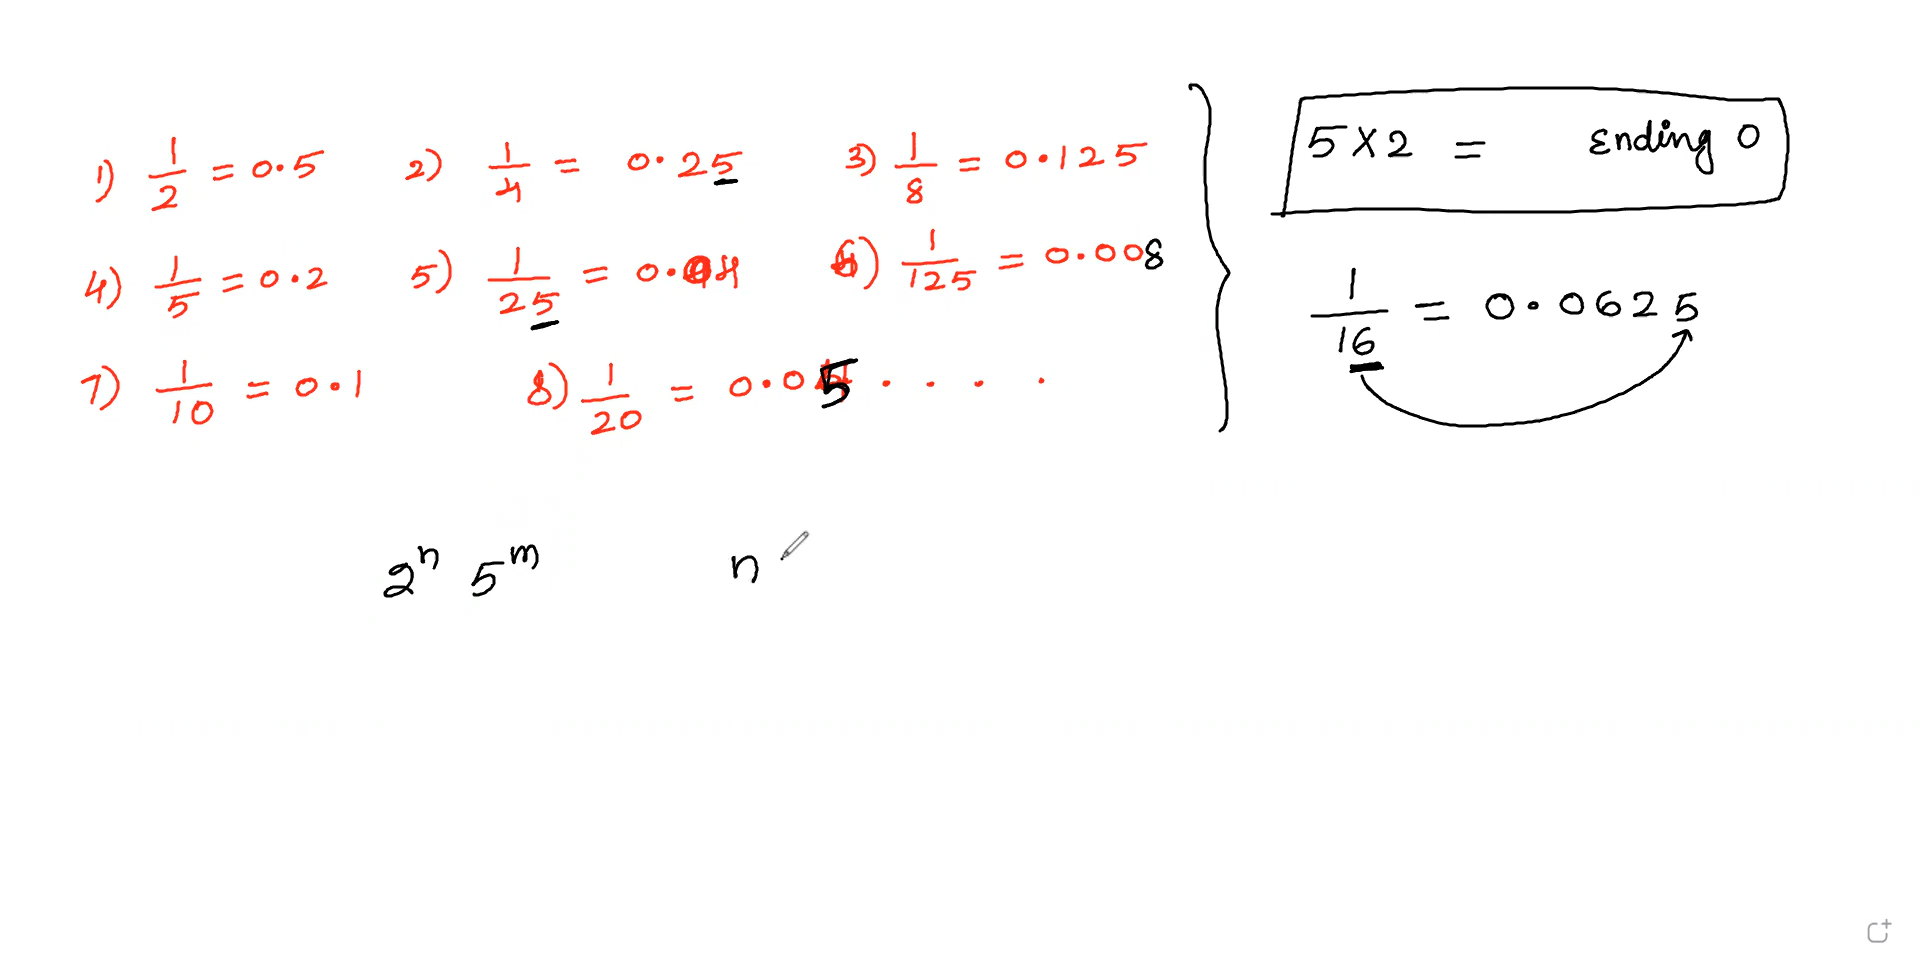 1) 1/2 = 0.5 2) 1/4 = 0.25 3) 1/8 = 0.125
4) 1/5 = 0.2 5) 1/25 = 0.04 6) 1/125 = 0.008
7) 1/10 = 0.1 8) 1/20 = 0.05 . . . .
5 X 2 = Ending 0
1/16 = 0.0625
2^n 5^m n